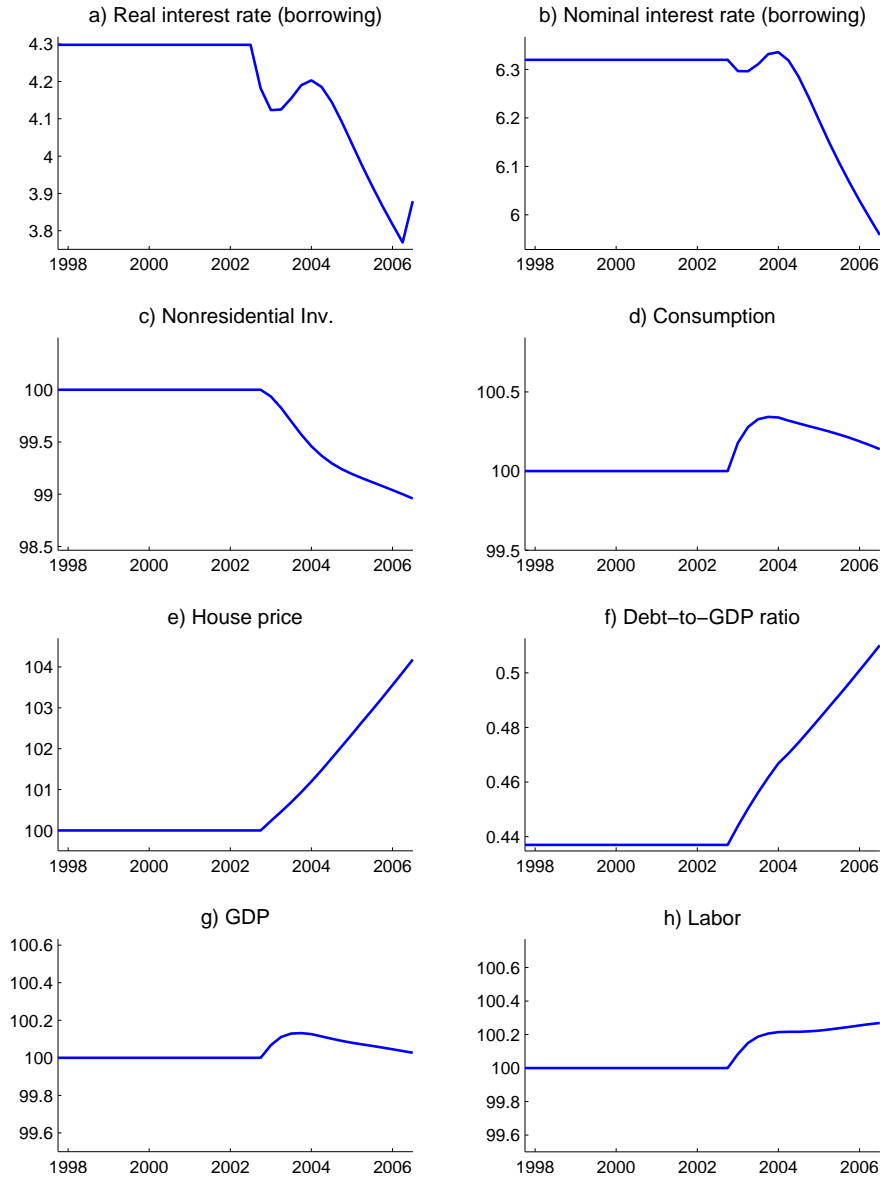 a) Real interest rate (borrowing)
4.3
4.2
4.1
4
3.9
3.8
1998 2000 2002 2004 2006
b) Nominal interest rate (borrowing)
6.3
6.2
6.1
6
1998 2000 2002 2004 2006
c) Nonresidential Inv.
100
99.5
99
98.5
1998 2000 2002 2004 2006
d) Consumption
100.5
100
99.5
1998 2000 2002 2004 2006
e) House price
104
103
102
101
100
1998 2000 2002 2004 2006
f) Debt−to−GDP ratio
0.5
0.48
0.46
0.44
1998 2000 2002 2004 2006
g) GDP
100.6
100.4
100.2
100
99.8
99.6
1998 2000 2002 2004 2006
h) Labor
100.6
100.4
100.2
100
99.8
99.6
1998 2000 2002 2004 2006